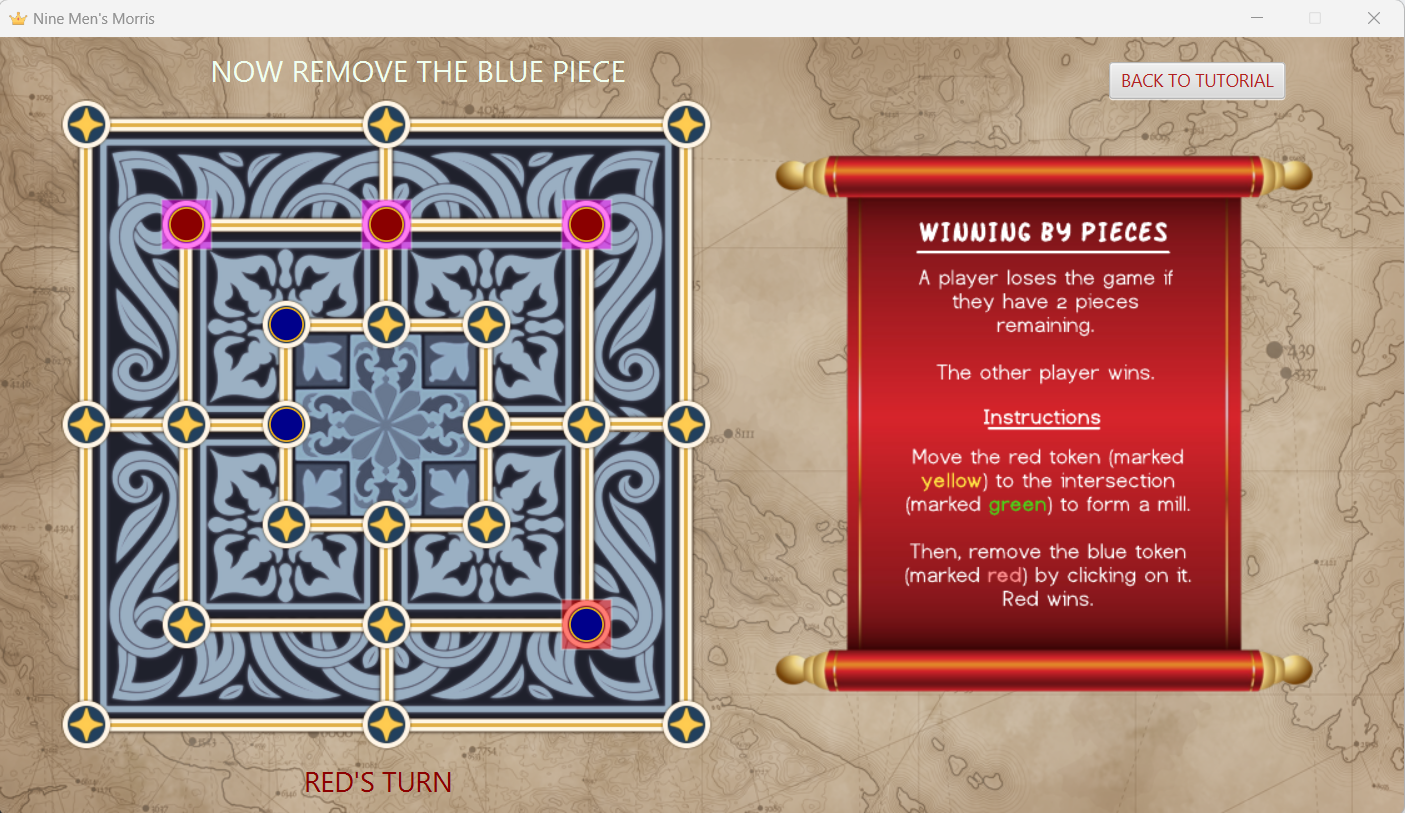 Nine Men's Morris
NOW REMOVE THE BLUE PIECE
BACK TO TUTORIAL
WINNING BY PIECES
A player loses the game if
they have 2 pieces
remaining.
The other player wins.
Instructions
Move the red token (marked
yellow) to the intersection
(marked green) to form a mill.
Then, remove the blue token
(marked red) by clicking on it.
Red wins.
RED'S TURN
4084
439
8111